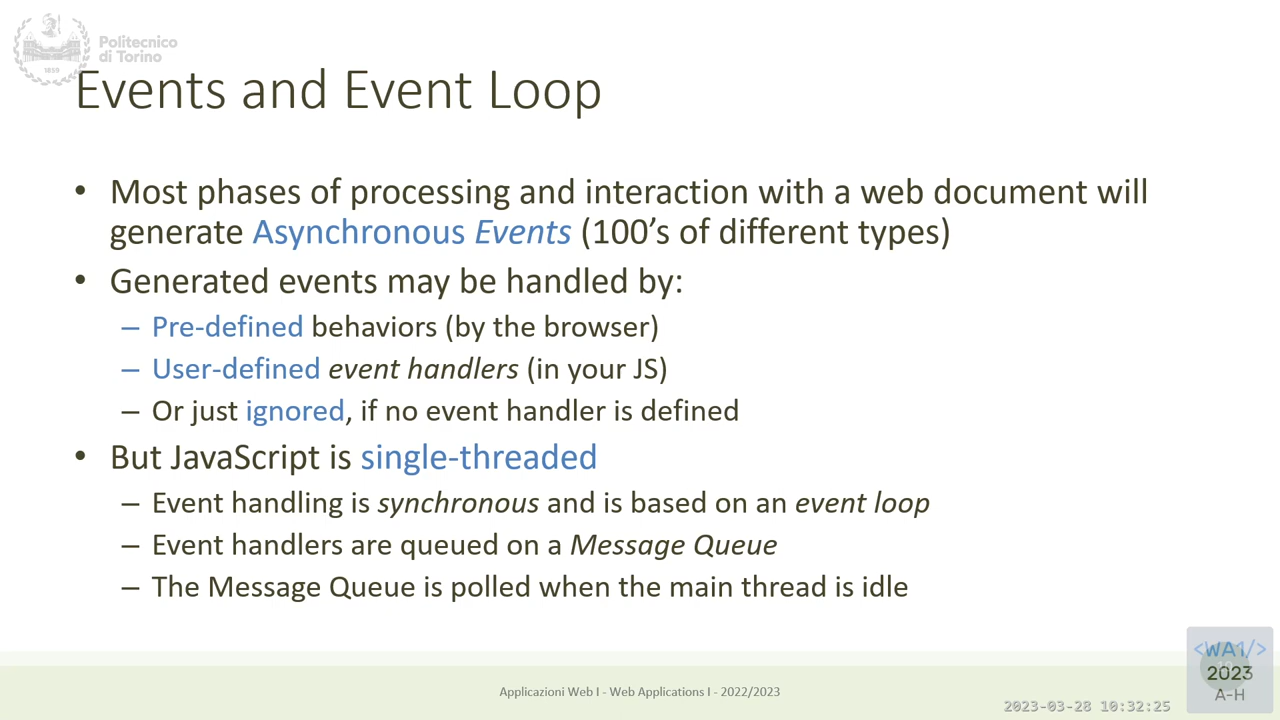 Politecnico
di Torino
1859
Events and Event Loop
• Most phases of processing and interaction with a web document will
generate Asynchronous Events (100’s of different types)
• Generated events may be handled by:
– Pre-defined behaviors (by the browser)
– User-defined event handlers (in your JS)
– Or just ignored, if no event handler is defined
• But JavaScript is single-threaded
– Event handling is synchronous and is based on an event loop
– Event handlers are queued on a Message Queue
– The Message Queue is polled when the main thread is idle
Applicazioni Web I - Web Applications I - 2022/2023
<WA1/>
2023
A-H
2023-03-28 10:32:25